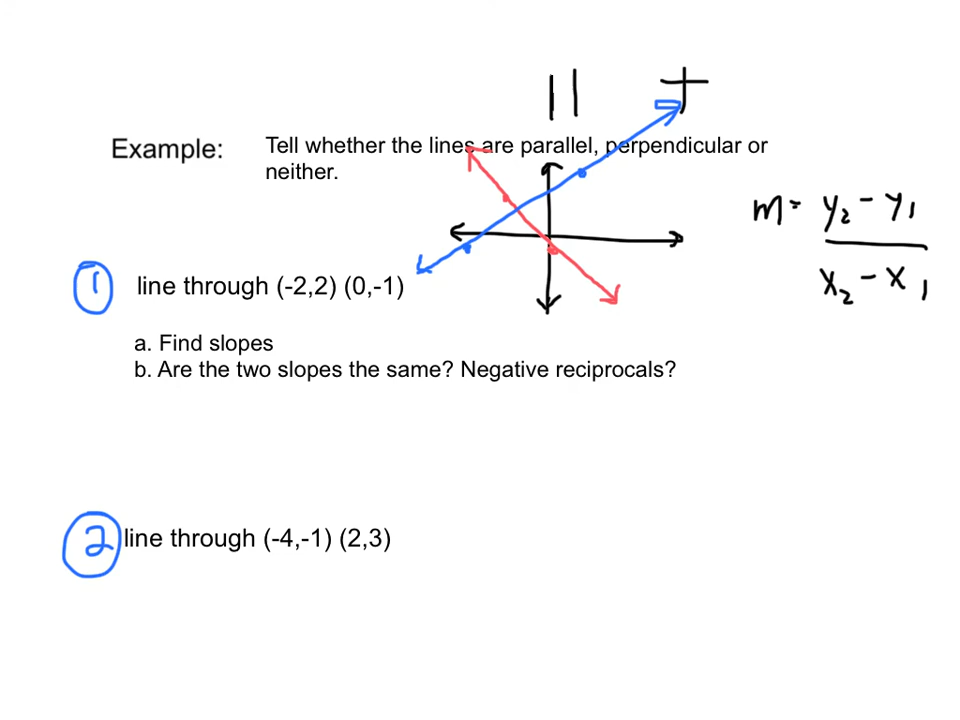 Example: Tell whether the lines are parallel, perpendicular or
neither.
m = y₂ - y₁
x₂ - x₁
1 line through (-2,2) (0,-1)
a. Find slopes
b. Are the two slopes the same? Negative reciprocals?
2 line through (-4,-1) (2,3)